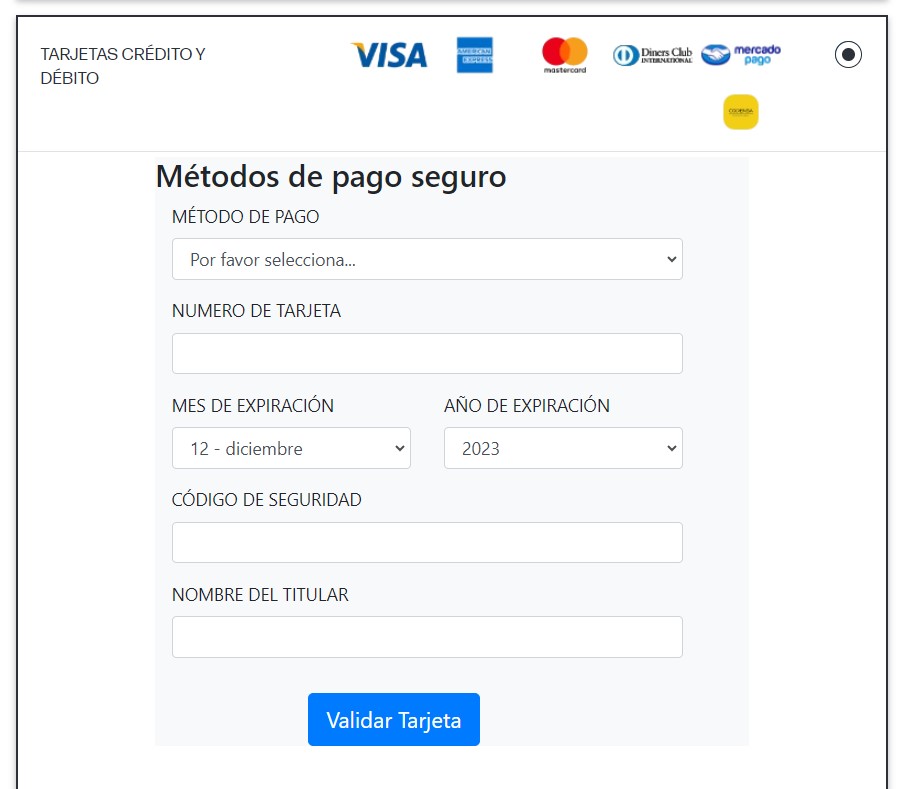 TARJETAS CRÉDITO Y
DÉBITO
VISA
AMERICAN
EXPRESS
mastercard
Diners Club
INTERNATIONAL
mercado
pago
Métodos de pago seguro
MÉTODO DE PAGO
Por favor selecciona...
NUMERO DE TARJETA
MES DE EXPIRACIÓN
AÑO DE EXPIRACIÓN
12 - diciembre
2023
CÓDIGO DE SEGURIDAD
NOMBRE DEL TITULAR
Validar Tarjeta